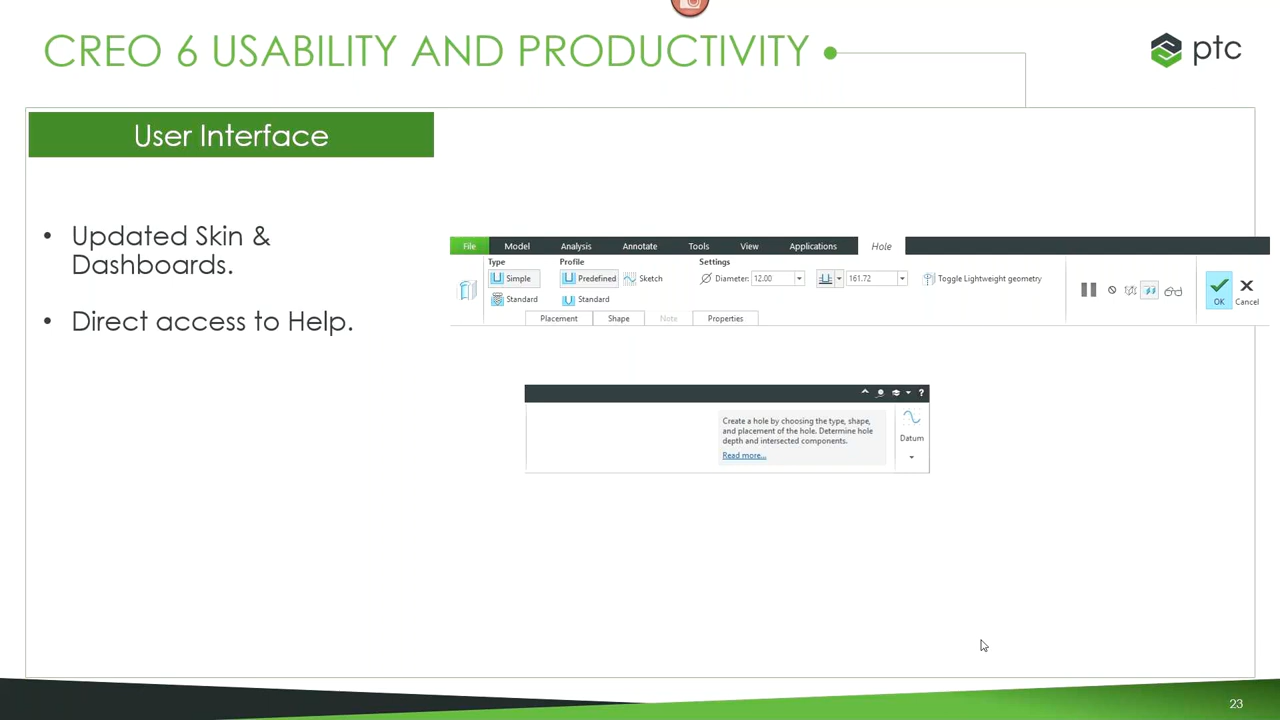 CREO 6 USABILITY AND PRODUCTIVITY
ptc
User Interface
• Updated Skin &
Dashboards.
• Direct access to Help.
File Model Analysis Annotate Tools View Applications Hole
Type Profile Settings
Simple Predefined Sketch Diameter: 12.00 161.72 Toggle Lightweight geometry
Standard Standard
OK Cancel
Placement Shape Note Properties
?
Create a hole by choosing the type, shape,
and placement of the hole. Determine hole
depth and intersected components.
Read more...
Datum
23